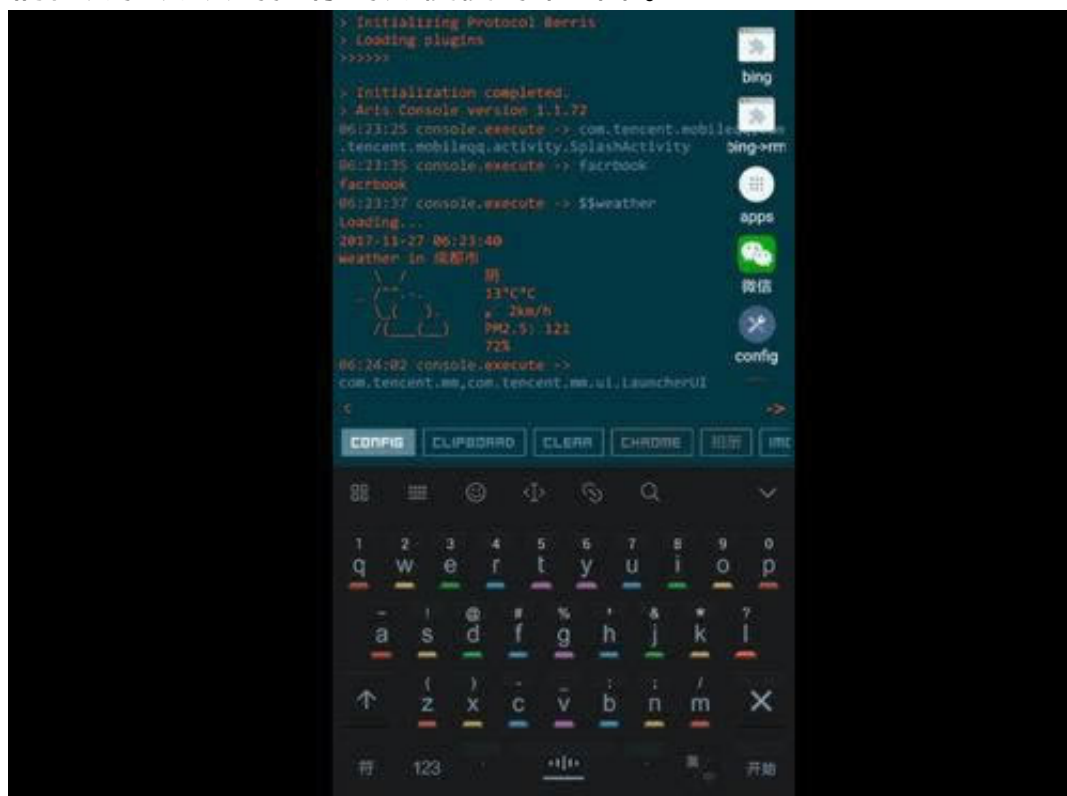 > Initializing Protocol Berris
> Loading plugins
>>>>>>
> Initialization completed.
> Aris Console version 1.1.72
06:23:25 console.execute -> com.tencent.mobileqq,com
.tencent.mobileqq.activity.SplashActivity
06:23:35 console.execute -> facrbook
facrbook
06:23:37 console.execute -> $$weather
Loading...
2017-11-27 06:23:40
weather in 成都市
阴
13°C°C
2km/h
PM2.5: 121
72%
06:24:02 console.execute ->
com.tencent.mm,com.tencent.mm.ui.LauncherUI
bing
bing->rm
apps
微信
config
< ->
CONFIG CLIPBOARD CLEAR CHROME
1 2 3 4 5 6 7 8 9 0
q w e r t y u i o p
~ ! @ # % ' & * ?
a s d f g h j k l
( ) - _ : ; /
z x c v b n m
符 123 开始